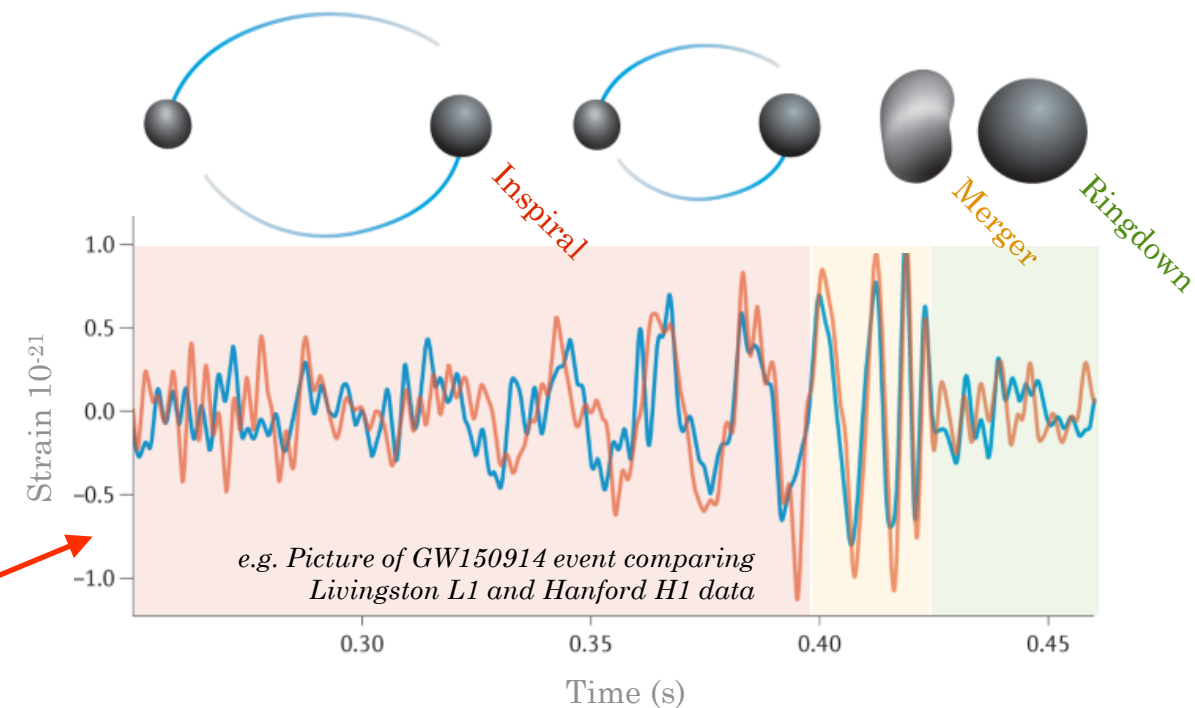 Inspiral
Merger
Ringdown
Strain 10-21
1.0
0.5
0.0
−0.5
−1.0
e.g. Picture of GW150914 event comparing
Livingston L1 and Hanford H1 data
0.30
0.35
0.40
0.45
Time (s)